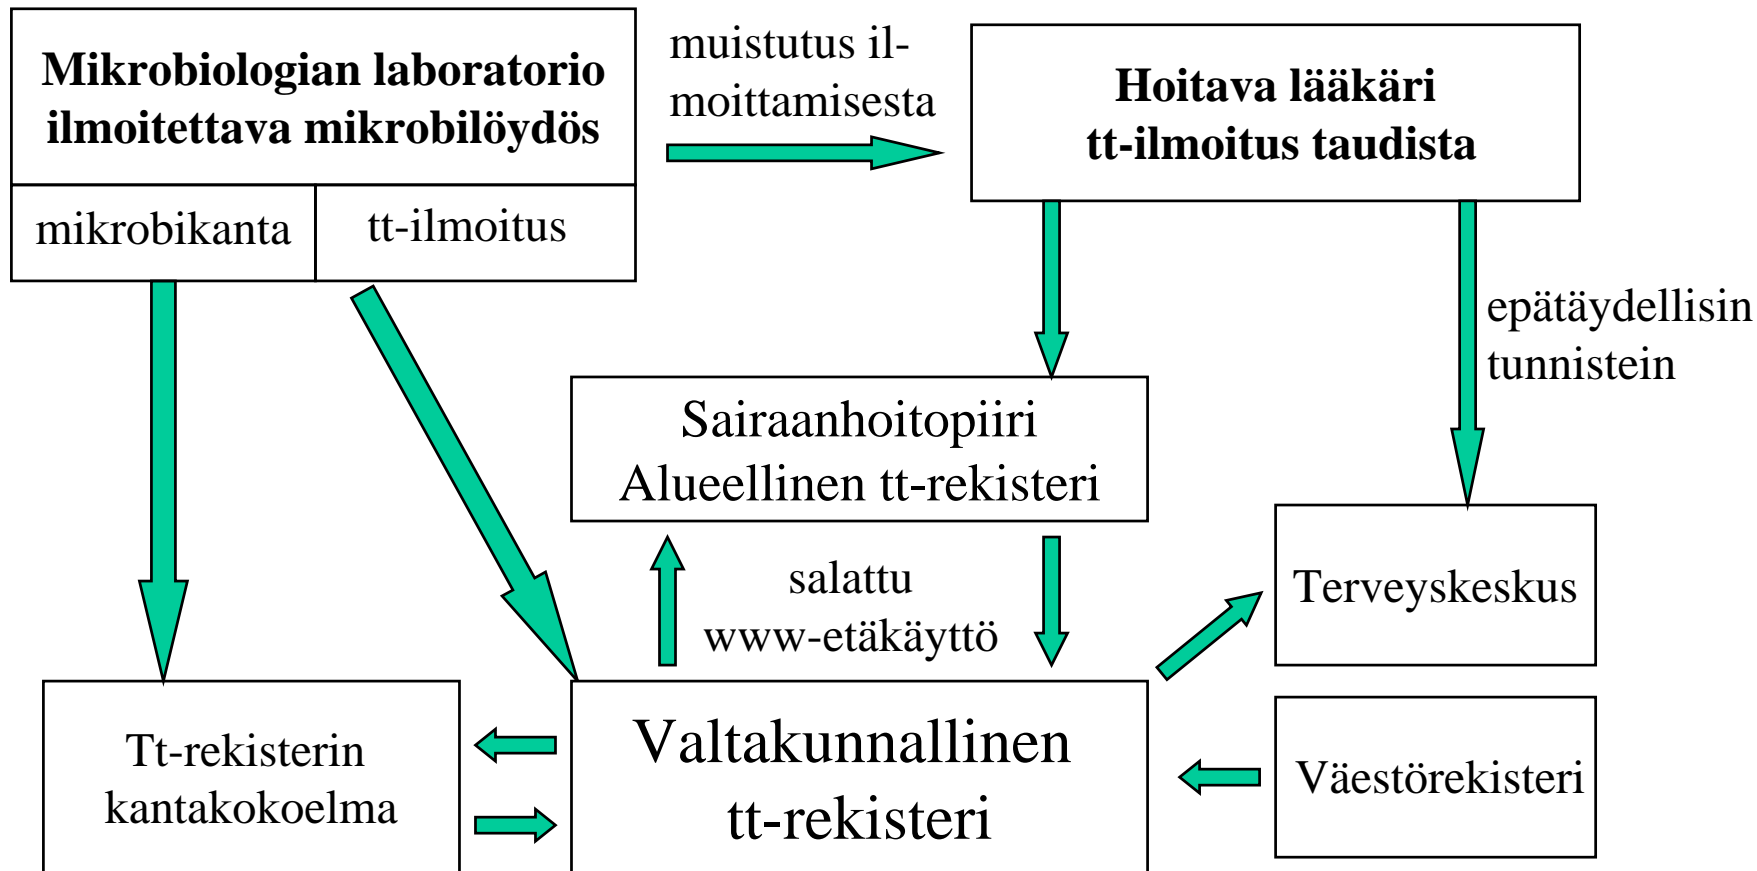 Mikrobiologian laboratorio
ilmoitettava mikrobilöydös
mikrobikanta
tt-ilmoitus
muistutus il-
moittamisesta
Hoitava lääkäri
tt-ilmoitus taudista
epätäydellisin
tunnistein
Sairaanhoitopiiri
Alueellinen tt-rekisteri
salattu
www-etäkäyttö
Terveyskeskus
Tt-rekisterin
kantakokoelma
Valtakunnallinen
tt-rekisteri
Väestörekisteri